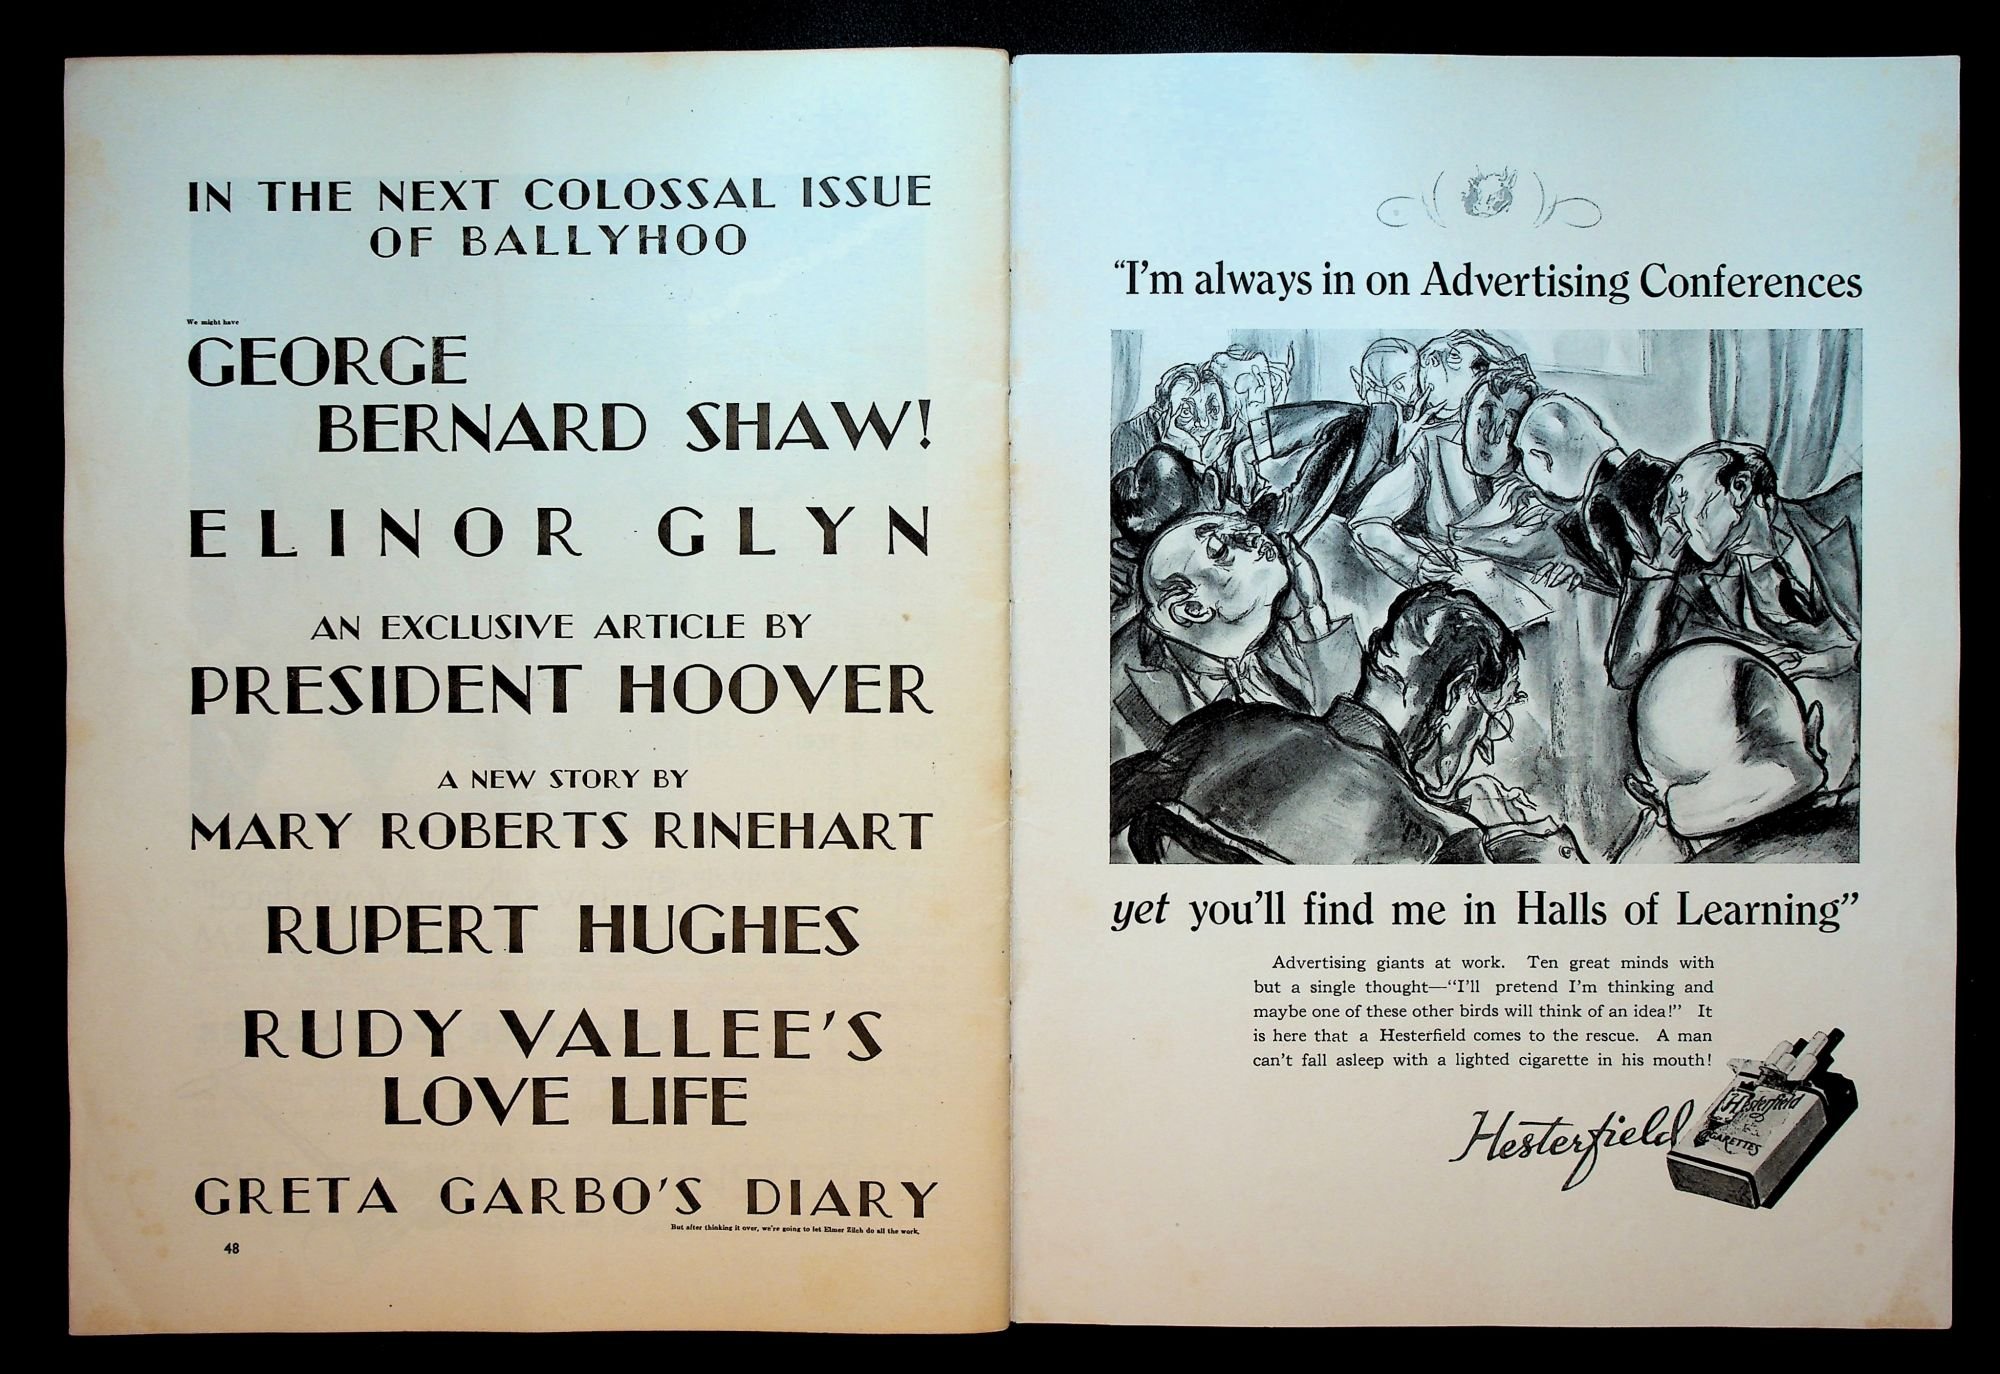 IN THE NEXT COLOSSAL ISSUE
OF BALLYHOO
We might have
GEORGE
BERNARD SHAW!
ELINOR GLYN
AN EXCLUSIVE ARTICLE BY
PRESIDENT HOOVER
A NEW STORY BY
MARY ROBERTS RINEHART
RUPERT HUGHES
RUDY VALLEE'S
LOVE LIFE
GRETA GARBO'S DIARY
But after thinking it over, we're going to let Elmer Zilch do all the work.
48
“I'm always in on Advertising Conferences
yet you'll find me in Halls of Learning”
Advertising giants at work. Ten great minds with
but a single thought—“I'll pretend I'm thinking and
maybe one of these other birds will think of an idea!” It
is here that a Hesterfield comes to the rescue. A man
can't fall asleep with a lighted cigarette in his mouth!
Hesterfield
Hesterfield
CIGARETTES